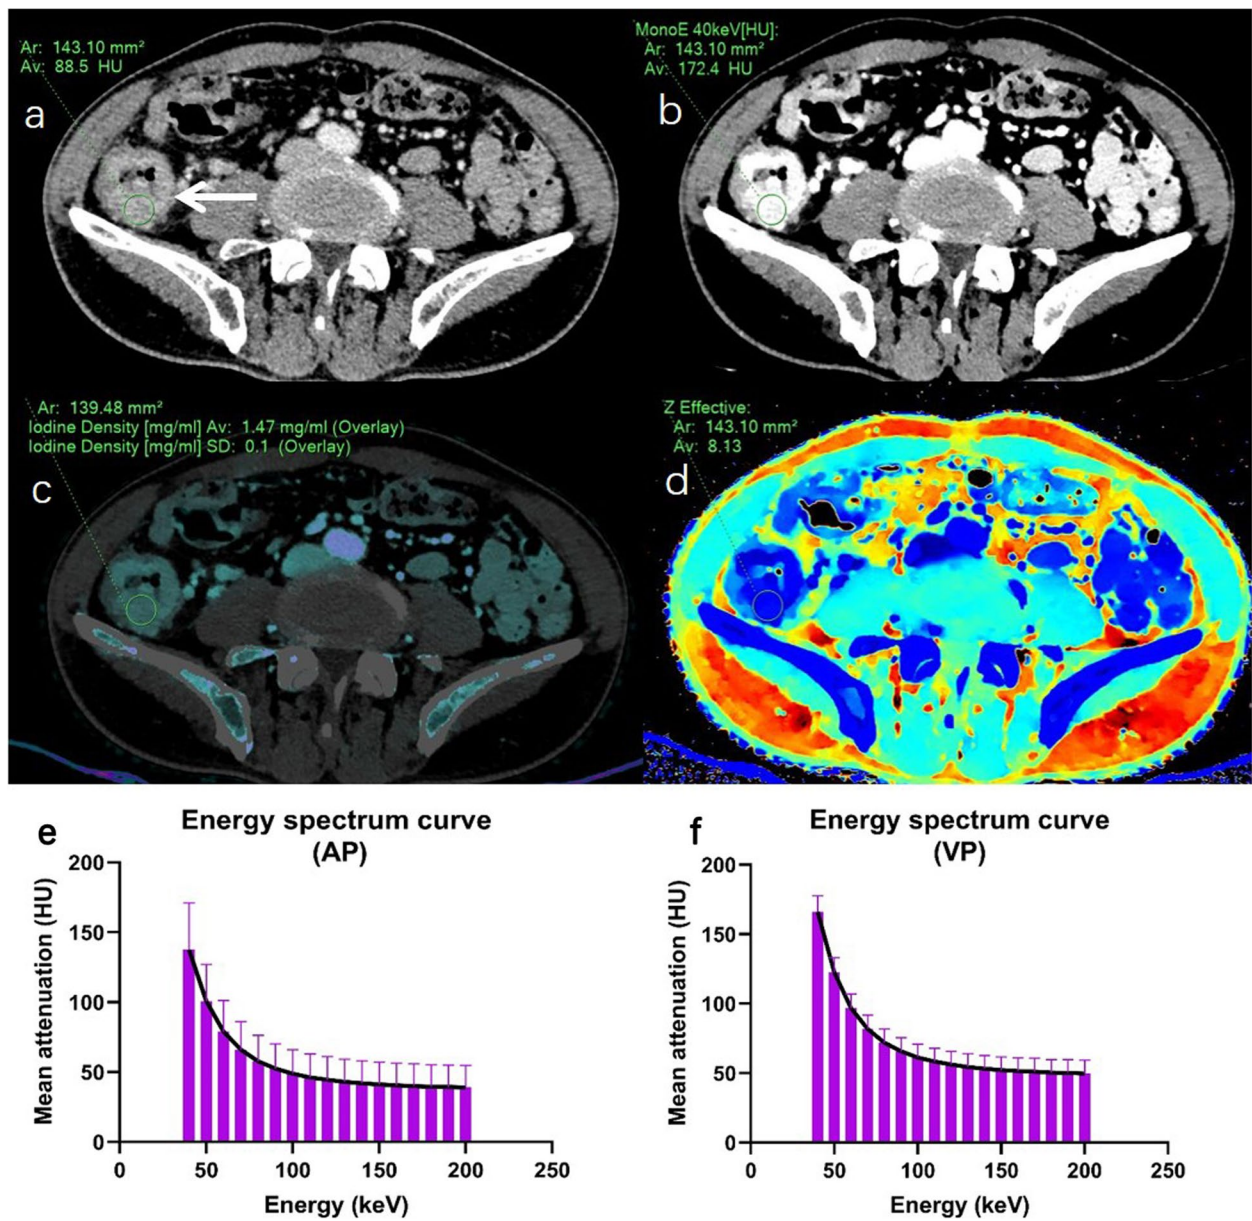 Ar: 143.10 mm²
Av: 88.5 HU
a
MonoE 40keV[HU]:
Ar: 143.10 mm²
Av: 172.4 HU
b
Ar: 139.48 mm²
Iodine Density [mg/ml] Av: 1.47 mg/ml (Overlay)
Iodine Density [mg/ml] SD: 0.1 (Overlay)
c
Z Effective:
Ar: 143.10 mm²
Av: 8.13
d
e
Energy spectrum curve
(AP)
Mean attenuation (HU)
200
150
100
50
0
0 50 100 150 200 250
Energy (keV)
f
Energy spectrum curve
(VP)
Mean attenuation (HU)
200
150
100
50
0
0 50 100 150 200 250
Energy (keV)